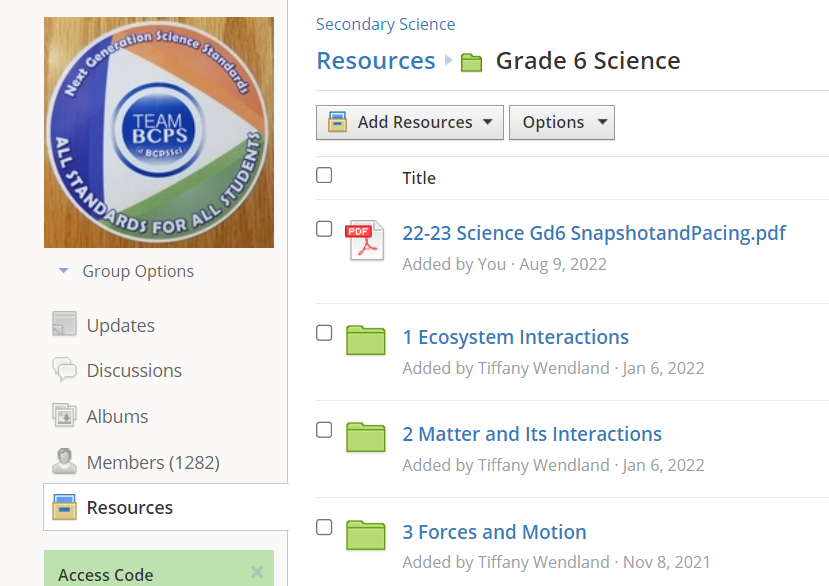 Next Generation Science Standards
TEAM
BCPS
@BCPSSci
ALL STANDARDS FOR ALL STUDENTS
Group Options
Updates
Discussions
Albums
Members (1282)
Resources
Access Code
Secondary Science
Resources Grade 6 Science
Add Resources Options
Title
PDF
22-23 Science Gd6 SnapshotandPacing.pdf
Added by You · Aug 9, 2022
1 Ecosystem Interactions
Added by Tiffany Wendland · Jan 6, 2022
2 Matter and Its Interactions
Added by Tiffany Wendland · Jan 6, 2022
3 Forces and Motion
Added by Tiffany Wendland · Nov 8, 2021